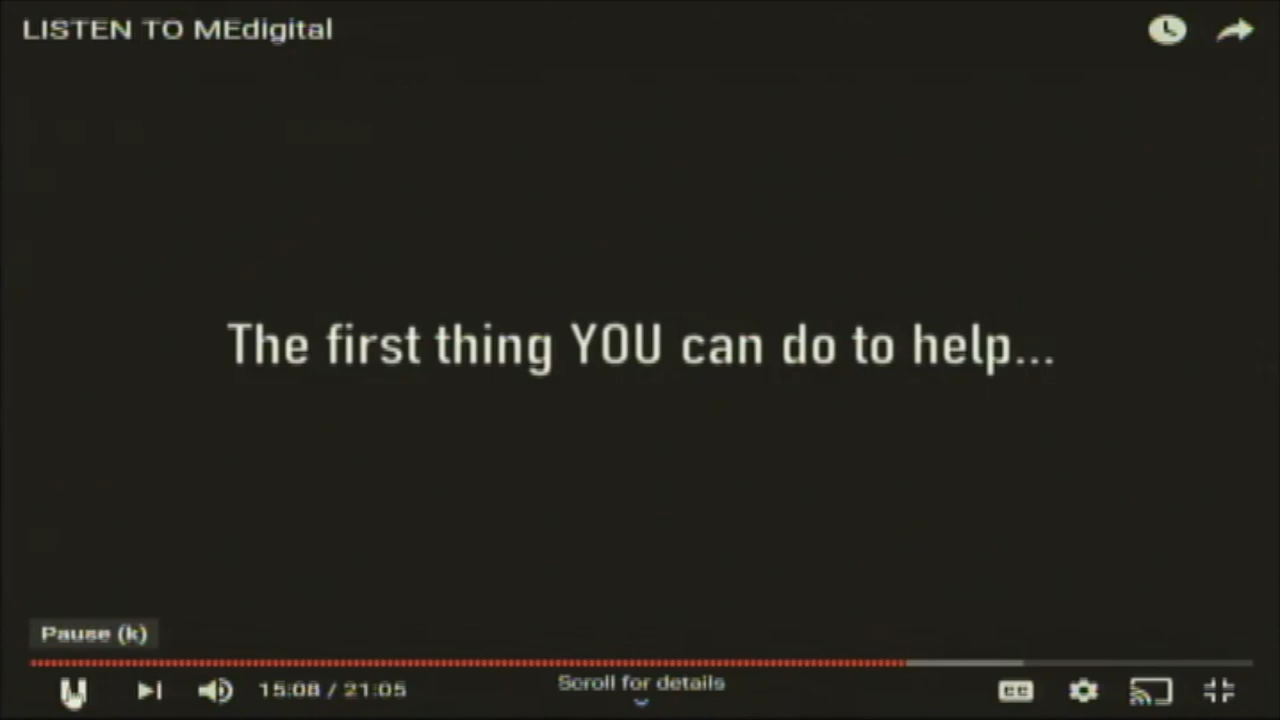 LISTEN TO MEdigital
The first thing YOU can do to help...
Pause (k)
15:08 / 21:05
Scroll for details
CC